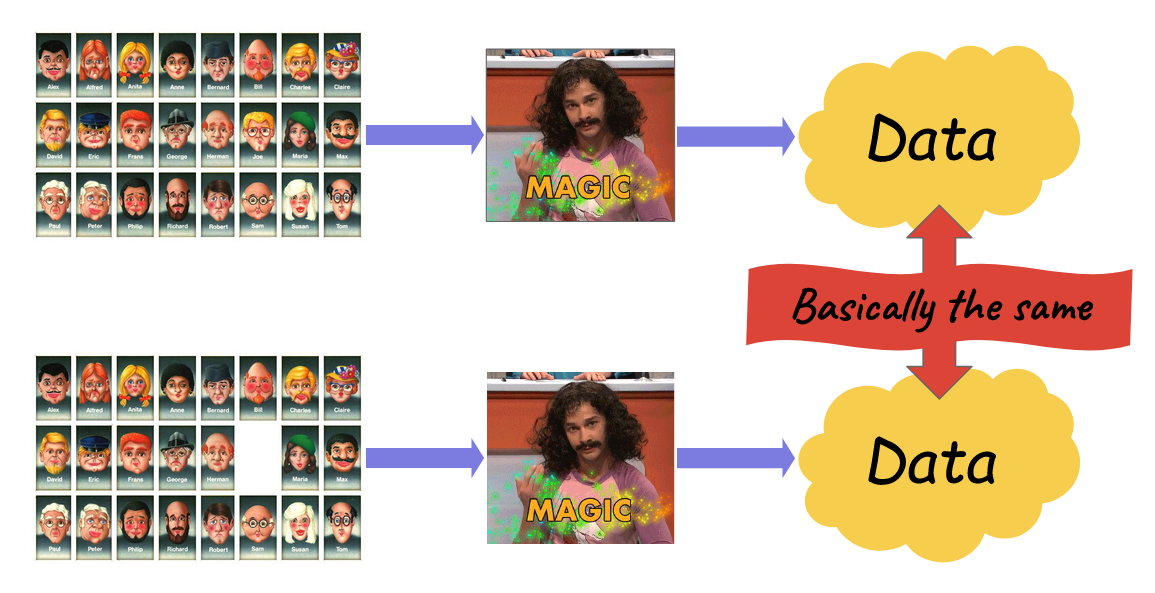 Alex Alfred Anita Anne Bernard Bill Charles Claire
David Eric Frans George Herman Joe Maria Max
Paul Peter Philip Richard Robert Sam Susan Tom
MAGIC
Data
Basically the same
Alex Alfred Anita Anne Bernard Bill Charles Claire
David Eric Frans George Herman Maria Max
Paul Peter Philip Richard Robert Sam Susan Tom
MAGIC
Data